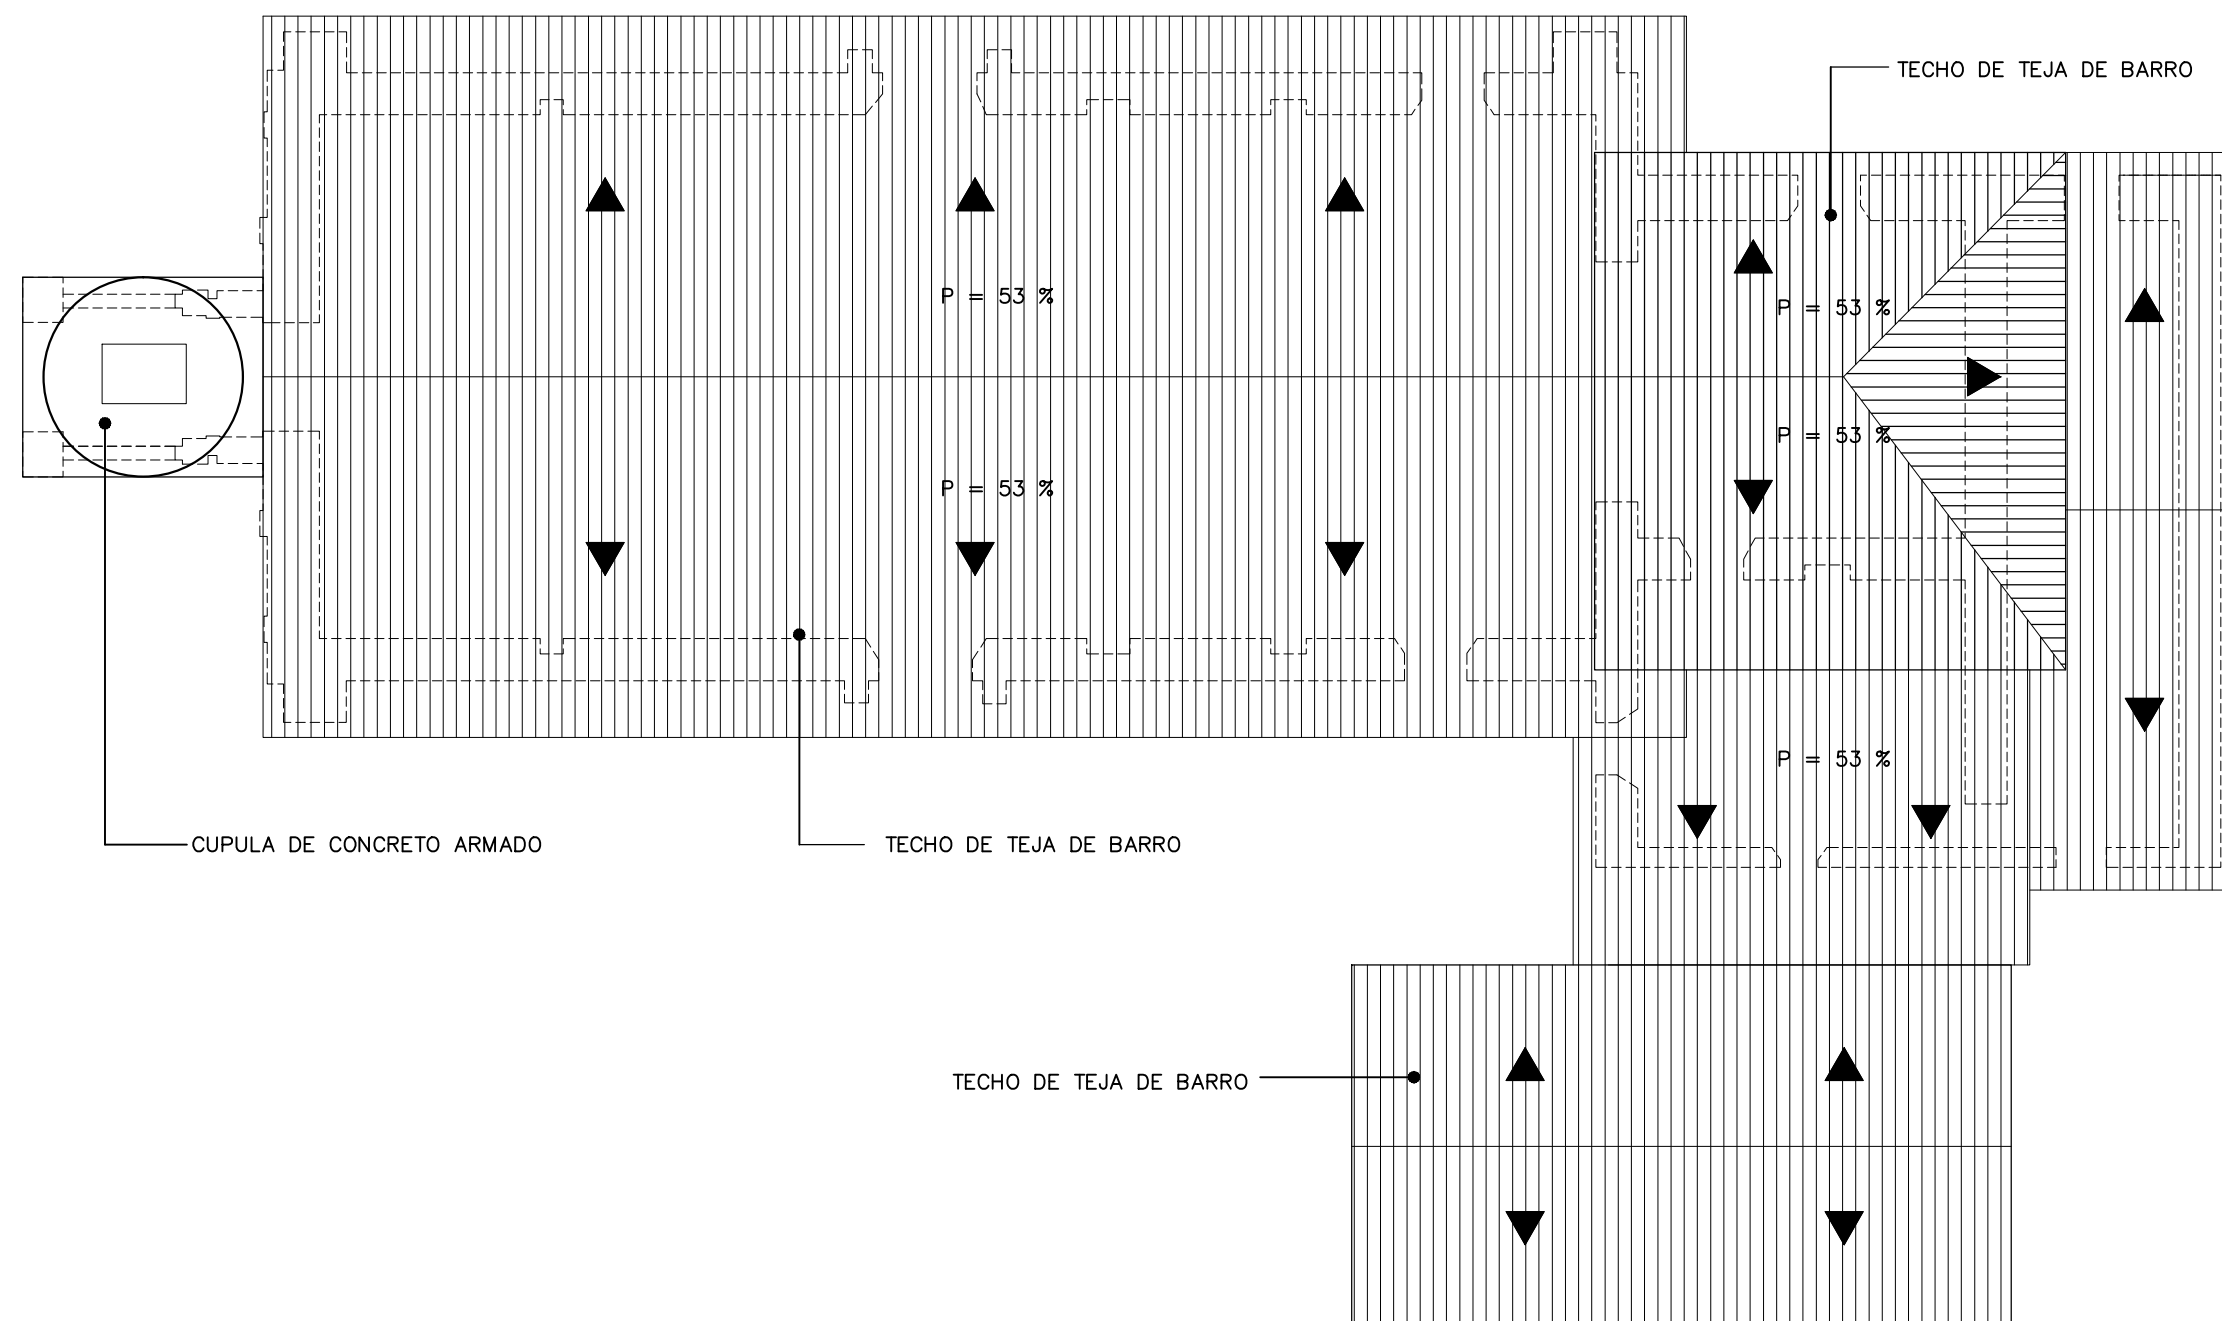 TECHO DE TEJA DE BARRO
P = 53 %
P = 53 %
P = 53 %
P = 53 %
P = 53 %
CUPULA DE CONCRETO ARMADO
TECHO DE TEJA DE BARRO
TECHO DE TEJA DE BARRO